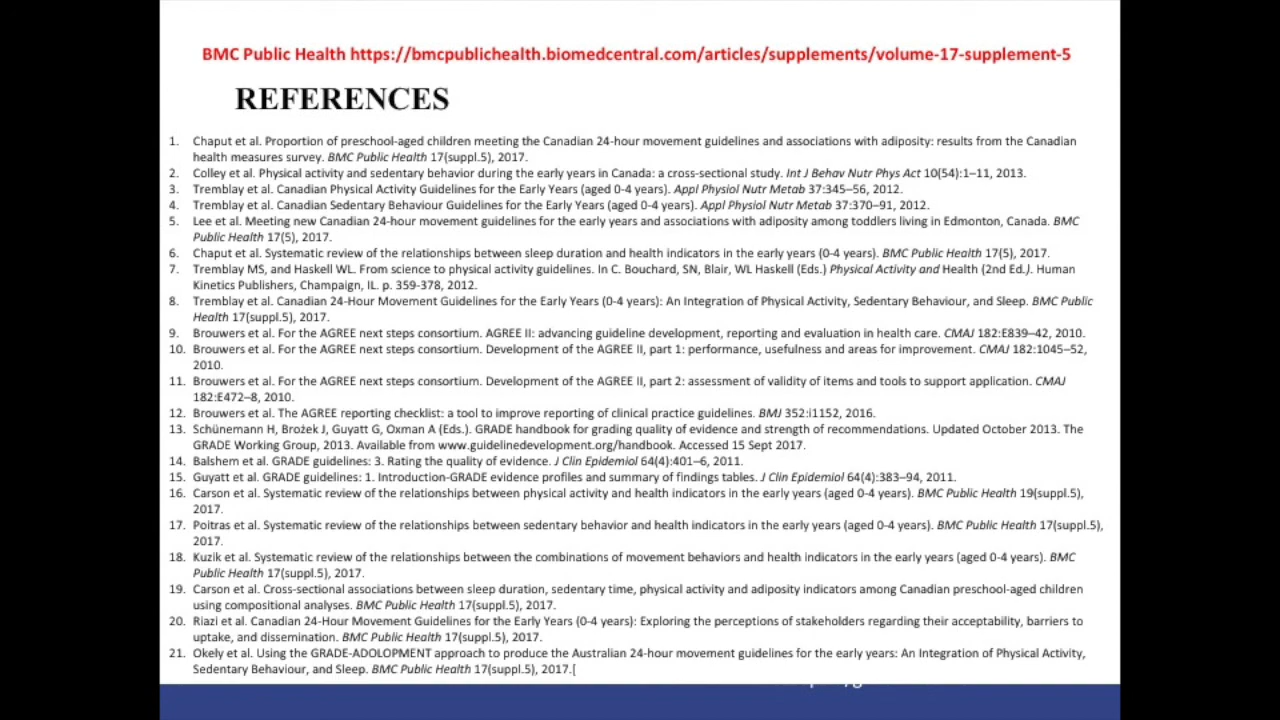 BMC Public Health https://bmcpublichealth.biomedcentral.com/articles/supplements/volume-17-supplement-5
REFERENCES
1. Chaput et al. Proportion of preschool-aged children meeting the Canadian 24-hour movement guidelines and associations with adiposity: results from the Canadian
health measures survey. BMC Public Health 17(suppl.5), 2017.
2. Colley et al. Physical activity and sedentary behavior during the early years in Canada: a cross-sectional study. Int J Behav Nutr Phys Act 10(54):1–11, 2013.
3. Tremblay et al. Canadian Physical Activity Guidelines for the Early Years (aged 0-4 years). Appl Physiol Nutr Metab 37:345–56, 2012.
4. Tremblay et al. Canadian Sedentary Behaviour Guidelines for the Early Years (aged 0-4 years). Appl Physiol Nutr Metab 37:370–91, 2012.
5. Lee et al. Meeting new Canadian 24-hour movement guidelines for the early years and associations with adiposity among toddlers living in Edmonton, Canada. BMC
Public Health 17(5), 2017.
6. Chaput et al. Systematic review of the relationships between sleep duration and health indicators in the early years (0-4 years). BMC Public Health 17(5), 2017.
7. Tremblay MS, and Haskell WL. From science to physical activity guidelines. In C. Bouchard, SN, Blair, WL Haskell (Eds.) Physical Activity and Health (2nd Ed.). Human
Kinetics Publishers, Champaign, IL. p. 359-378, 2012.
8. Tremblay et al. Canadian 24-Hour Movement Guidelines for the Early Years (0-4 years): An Integration of Physical Activity, Sedentary Behaviour, and Sleep. BMC Public
Health 17(suppl.5), 2017.
9. Brouwers et al. For the AGREE next steps consortium. AGREE II: advancing guideline development, reporting and evaluation in health care. CMAJ 182:E839–42, 2010.
10. Brouwers et al. For the AGREE next steps consortium. Development of the AGREE II, part 1: performance, usefulness and areas for improvement. CMAJ 182:1045–52,
2010.
11. Brouwers et al. For the AGREE next steps consortium. Development of the AGREE II, part 2: assessment of validity of items and tools to support application. CMAJ
182:E472–8, 2010.
12. Brouwers et al. The AGREE reporting checklist: a tool to improve reporting of clinical practice guidelines. BMJ 352:i1152, 2016.
13. Schünemann H, Brożek J, Guyatt G, Oxman A (Eds.). GRADE handbook for grading quality of evidence and strength of recommendations. Updated October 2013. The
GRADE Working Group, 2013. Available from www.guidelinedevelopment.org/handbook. Accessed 15 Sept 2017.
14. Balshem et al. GRADE guidelines: 3. Rating the quality of evidence. J Clin Epidemiol 64(4):401–6, 2011.
15. Guyatt et al. GRADE guidelines: 1. Introduction-GRADE evidence profiles and summary of findings tables. J Clin Epidemiol 64(4):383–94, 2011.
16. Carson et al. Systematic review of the relationships between physical activity and health indicators in the early years (aged 0-4 years). BMC Public Health 19(suppl.5),
2017.
17. Poitras et al. Systematic review of the relationships between sedentary behavior and health indicators in the early years (aged 0-4 years). BMC Public Health 17(suppl.5),
2017.
18. Kuzik et al. Systematic review of the relationships between the combinations of movement behaviors and health indicators in the early years (aged 0-4 years). BMC
Public Health 17(suppl.5), 2017.
19. Carson et al. Cross-sectional associations between sleep duration, sedentary time, physical activity and adiposity indicators among Canadian preschool-aged children
using compositional analyses. BMC Public Health 17(suppl.5), 2017.
20. Riazi et al. Canadian 24-Hour Movement Guidelines for the Early Years (0-4 years): Exploring the perceptions of stakeholders regarding their acceptability, barriers to
uptake, and dissemination. BMC Public Health 17(suppl.5), 2017.
21. Okely et al. Using the GRADE-ADOLOPMENT approach to produce the Australian 24-hour movement guidelines for the early years: An Integration of Physical Activity,
Sedentary Behaviour, and Sleep. BMC Public Health 17(suppl.5), 2017.[